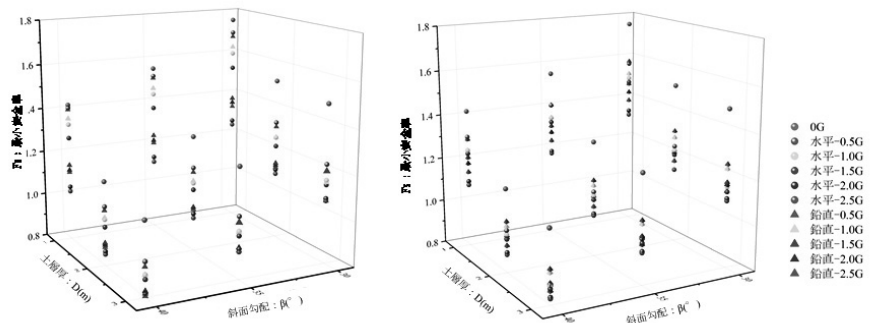 1.8
1.6
1.4
1.2
1.0
0.8
Fs：最小安全率
土層厚：D(m)
斜面勾配：β(°)
1.8
1.6
1.4
1.2
1.0
0.8
Fs：最小安全率
土層厚：D(m)
斜面勾配：β(°)
0G
水平-0.5G
水平-1.0G
水平-1.5G
水平-2.0G
水平-2.5G
鉛直-0.5G
鉛直-1.0G
鉛直-1.5G
鉛直-2.0G
鉛直-2.5G